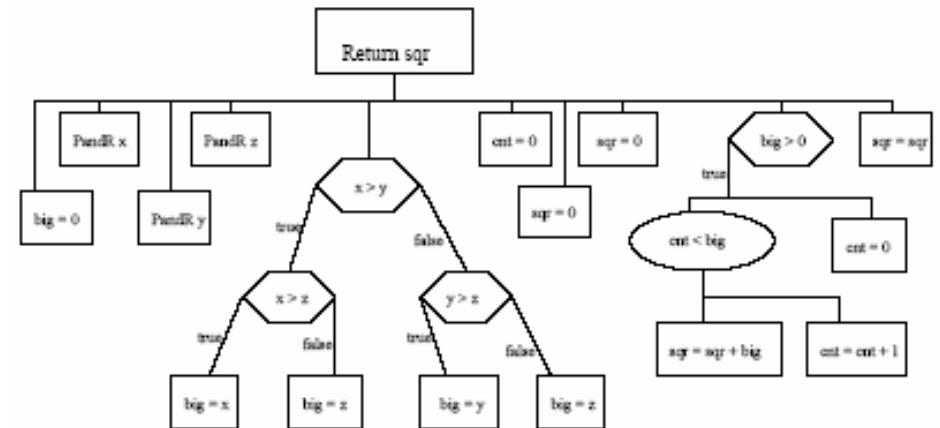 Return sqr
PandR x
PandR z
cnt = 0
sqr = 0
big > 0
sqr = sqr
big = 0
PandR y
x > y
sqr = 0
true
true
false
cnt < big
cnt = 0
x > z
y > z
true
false
true
false
sqr = sqr + big
cnt = cnt + 1
big = x
big = z
big = y
big = z